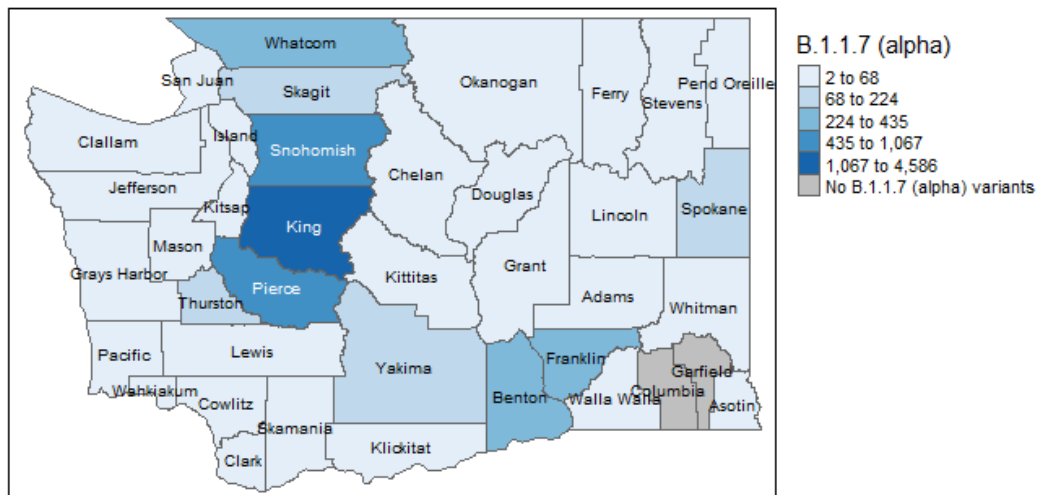 B.1.1.7 (alpha)
2 to 68
68 to 224
224 to 435
435 to 1,067
1,067 to 4,586
No B.1.1.7 (alpha) variants
Whatcom
San Juan
Skagit
Okanogan
Ferry
Stevens
Pend Oreille
Clallam
Island
Snohomish
Chelan
Douglas
Jefferson
Kitsap
King
Lincoln
Spokane
Mason
Grays Harbor
Kittitas
Grant
Pierce
Thurston
Adams
Whitman
Pacific
Lewis
Yakima
Franklin
Garfield
Wahkiakum
Cowlitz
Benton
Columbia
Walla Walla
Asotin
Skamania
Klickitat
Clark